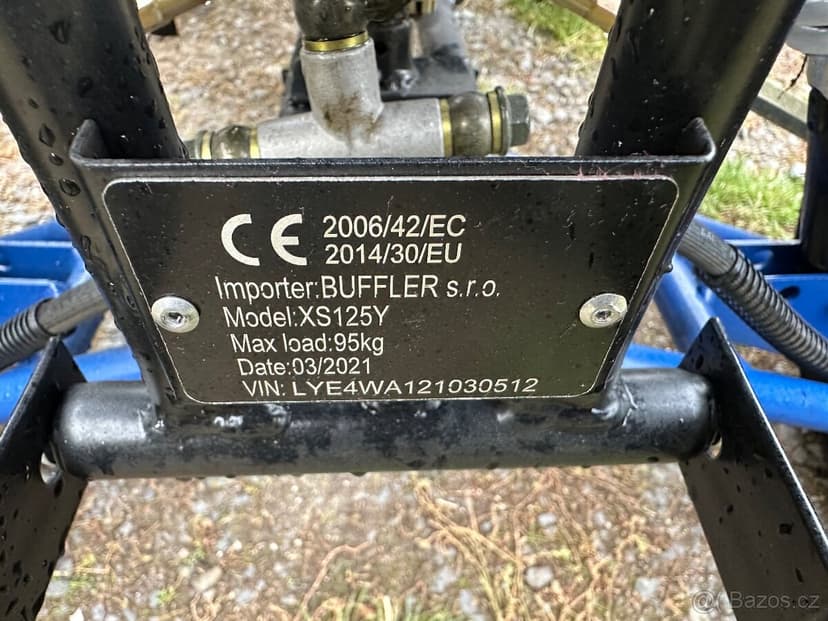 CE 2006/42/EC
2014/30/EU
Importer:BUFFLER s.r.o.
Model:XS125Y
Max load:95kg
Date:03/2021
VIN: LYE4WA121030512
Bazos.cz